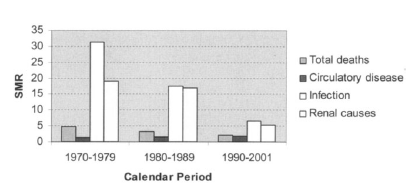 35
30
25
20
15
10
5
0
SMR
1970-1979 1980-1989 1990-2001
Calendar Period
Total deaths
Circulatory disease
Infection
Renal causes